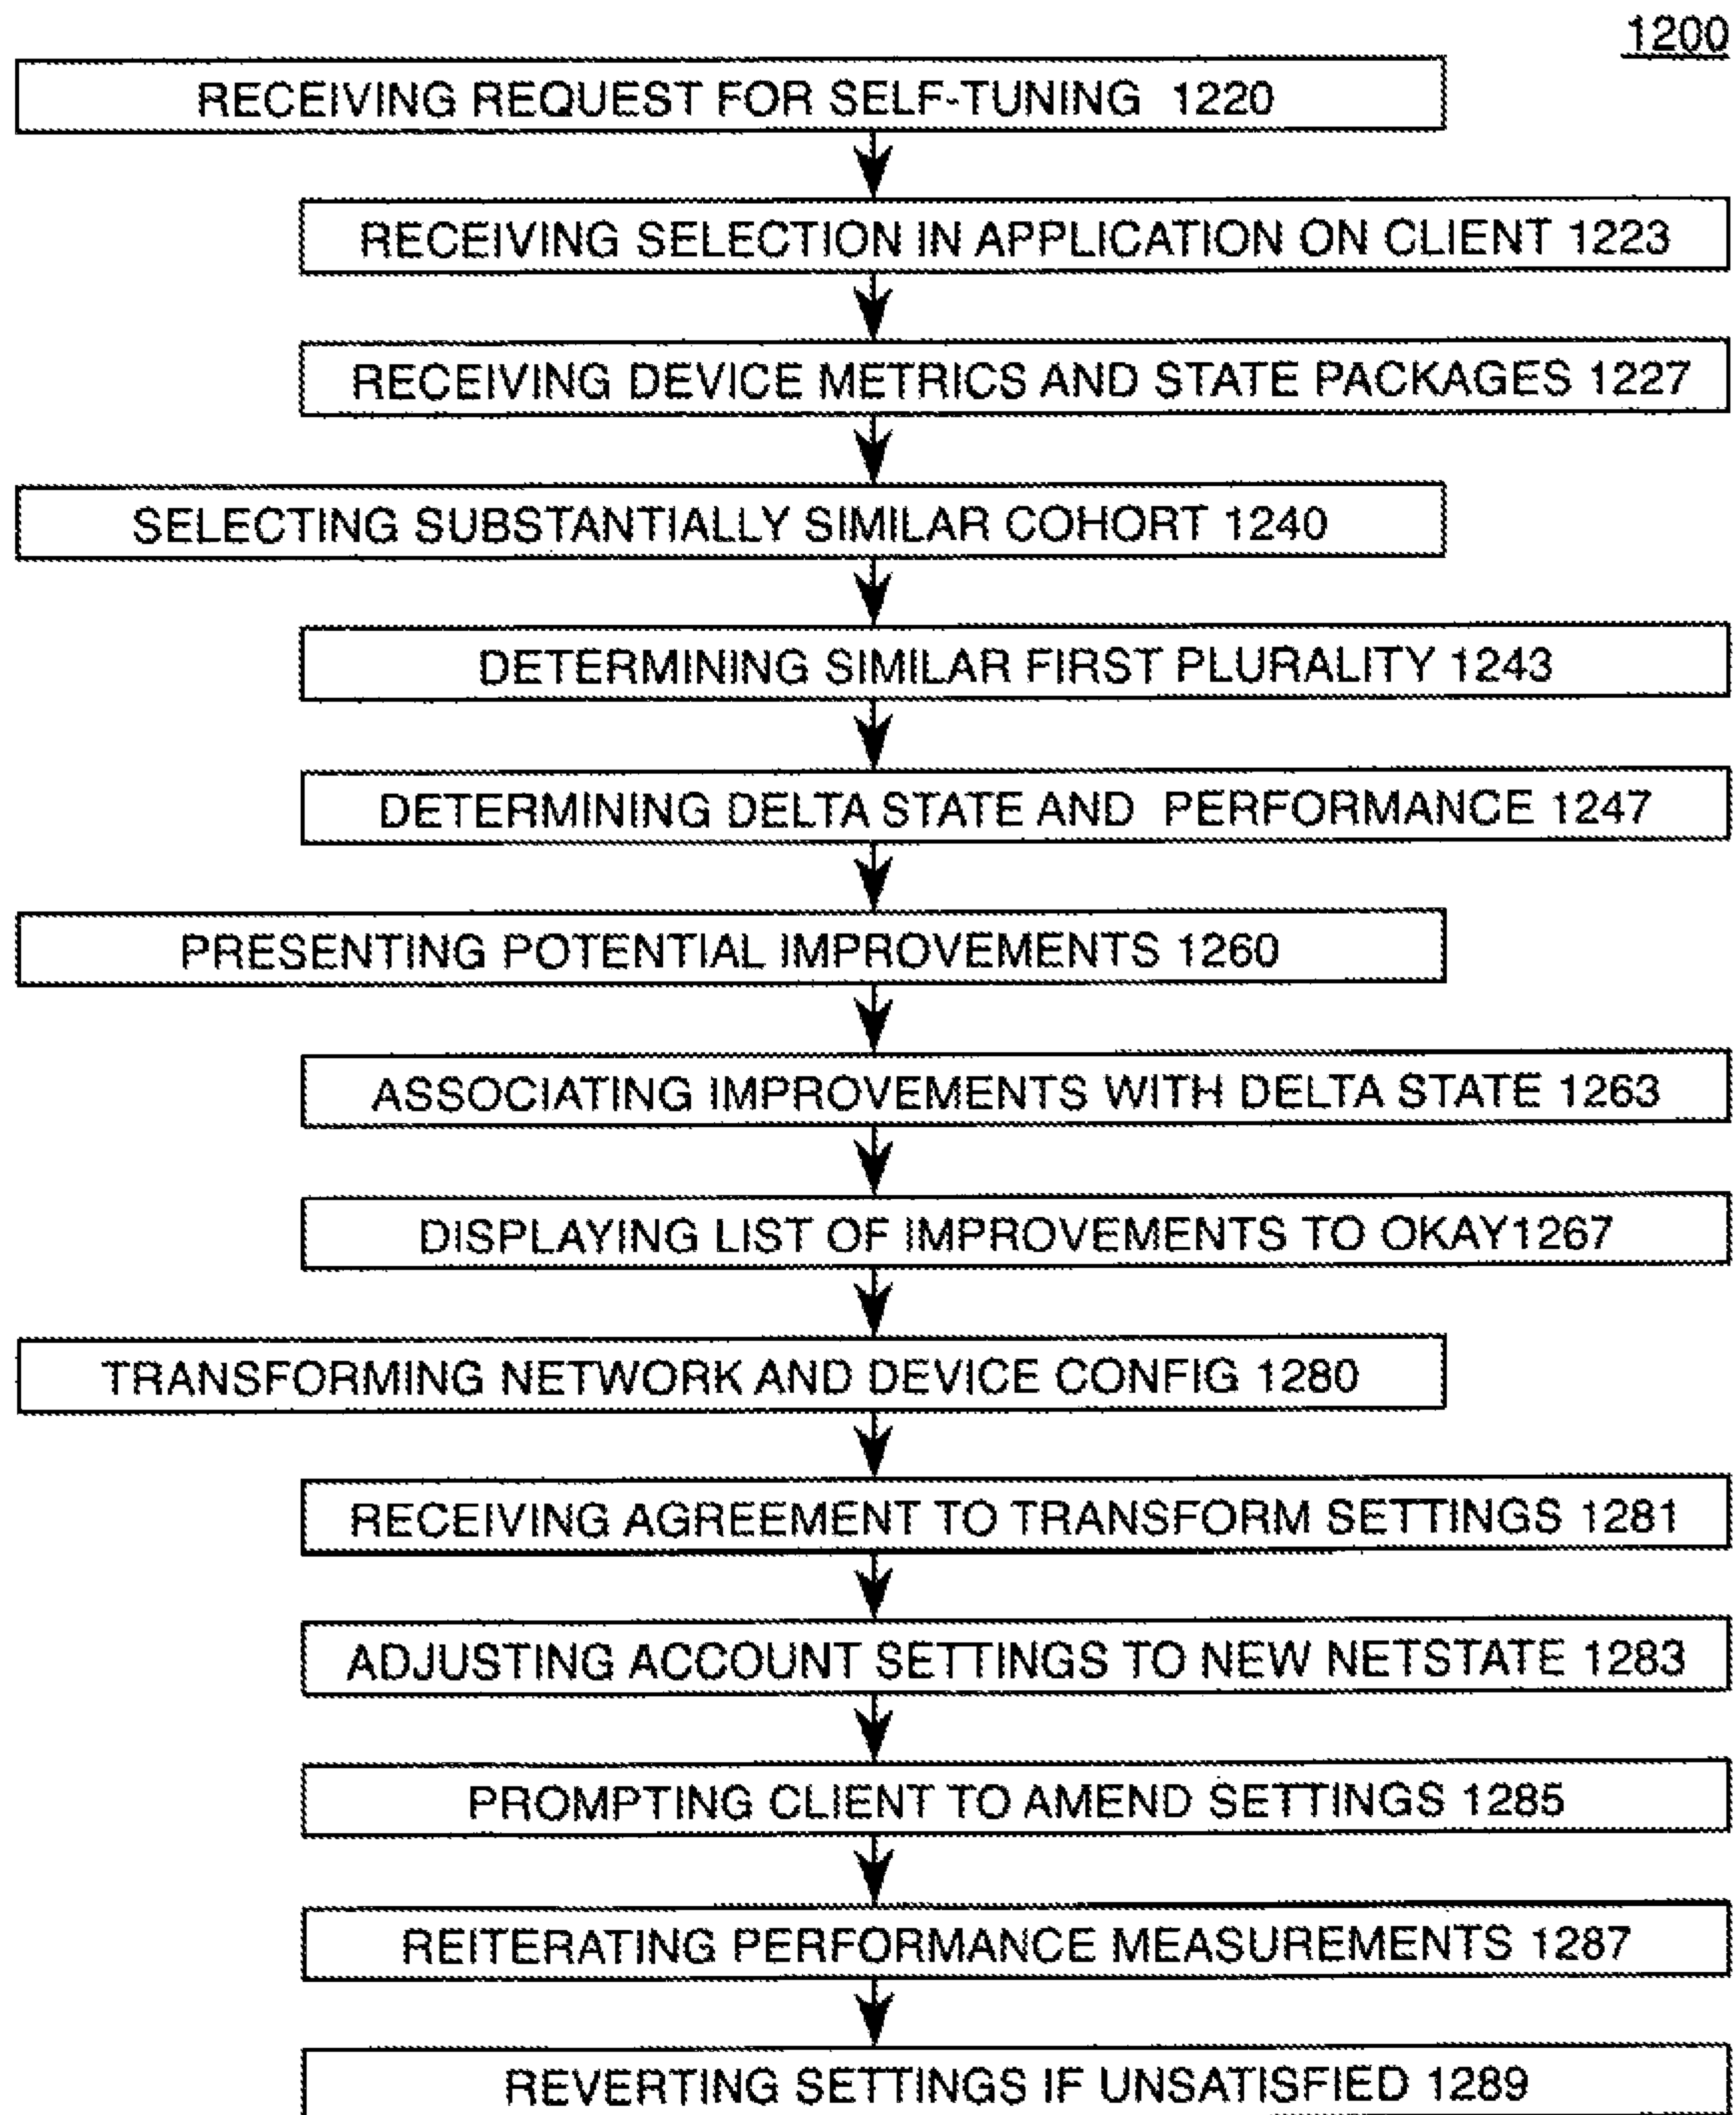 1200
RECEIVING REQUEST FOR SELF-TUNING 1220
RECEIVING SELECTION IN APPLICATION ON CLIENT 1223
RECEIVING DEVICE METRICS AND STATE PACKAGES 1227
SELECTING SUBSTANTIALLY SIMILAR COHORT 1240
DETERMINING SIMILAR FIRST PLURALITY 1243
DETERMINING DELTA STATE AND PERFORMANCE 1247
PRESENTING POTENTIAL IMPROVEMENTS 1260
ASSOCIATING IMPROVEMENTS WITH DELTA STATE 1263
DISPLAYING LIST OF IMPROVEMENTS TO OKAY1267
TRANSFORMING NETWORK AND DEVICE CONFIG 1280
RECEIVING AGREEMENT TO TRANSFORM SETTINGS 1281
ADJUSTING ACCOUNT SETTINGS TO NEW NETSTATE 1283
PROMPTING CLIENT TO AMEND SETTINGS 1285
REITERATING PERFORMANCE MEASUREMENTS 1287
REVERTING SETTINGS IF UNSATISFIED 1289